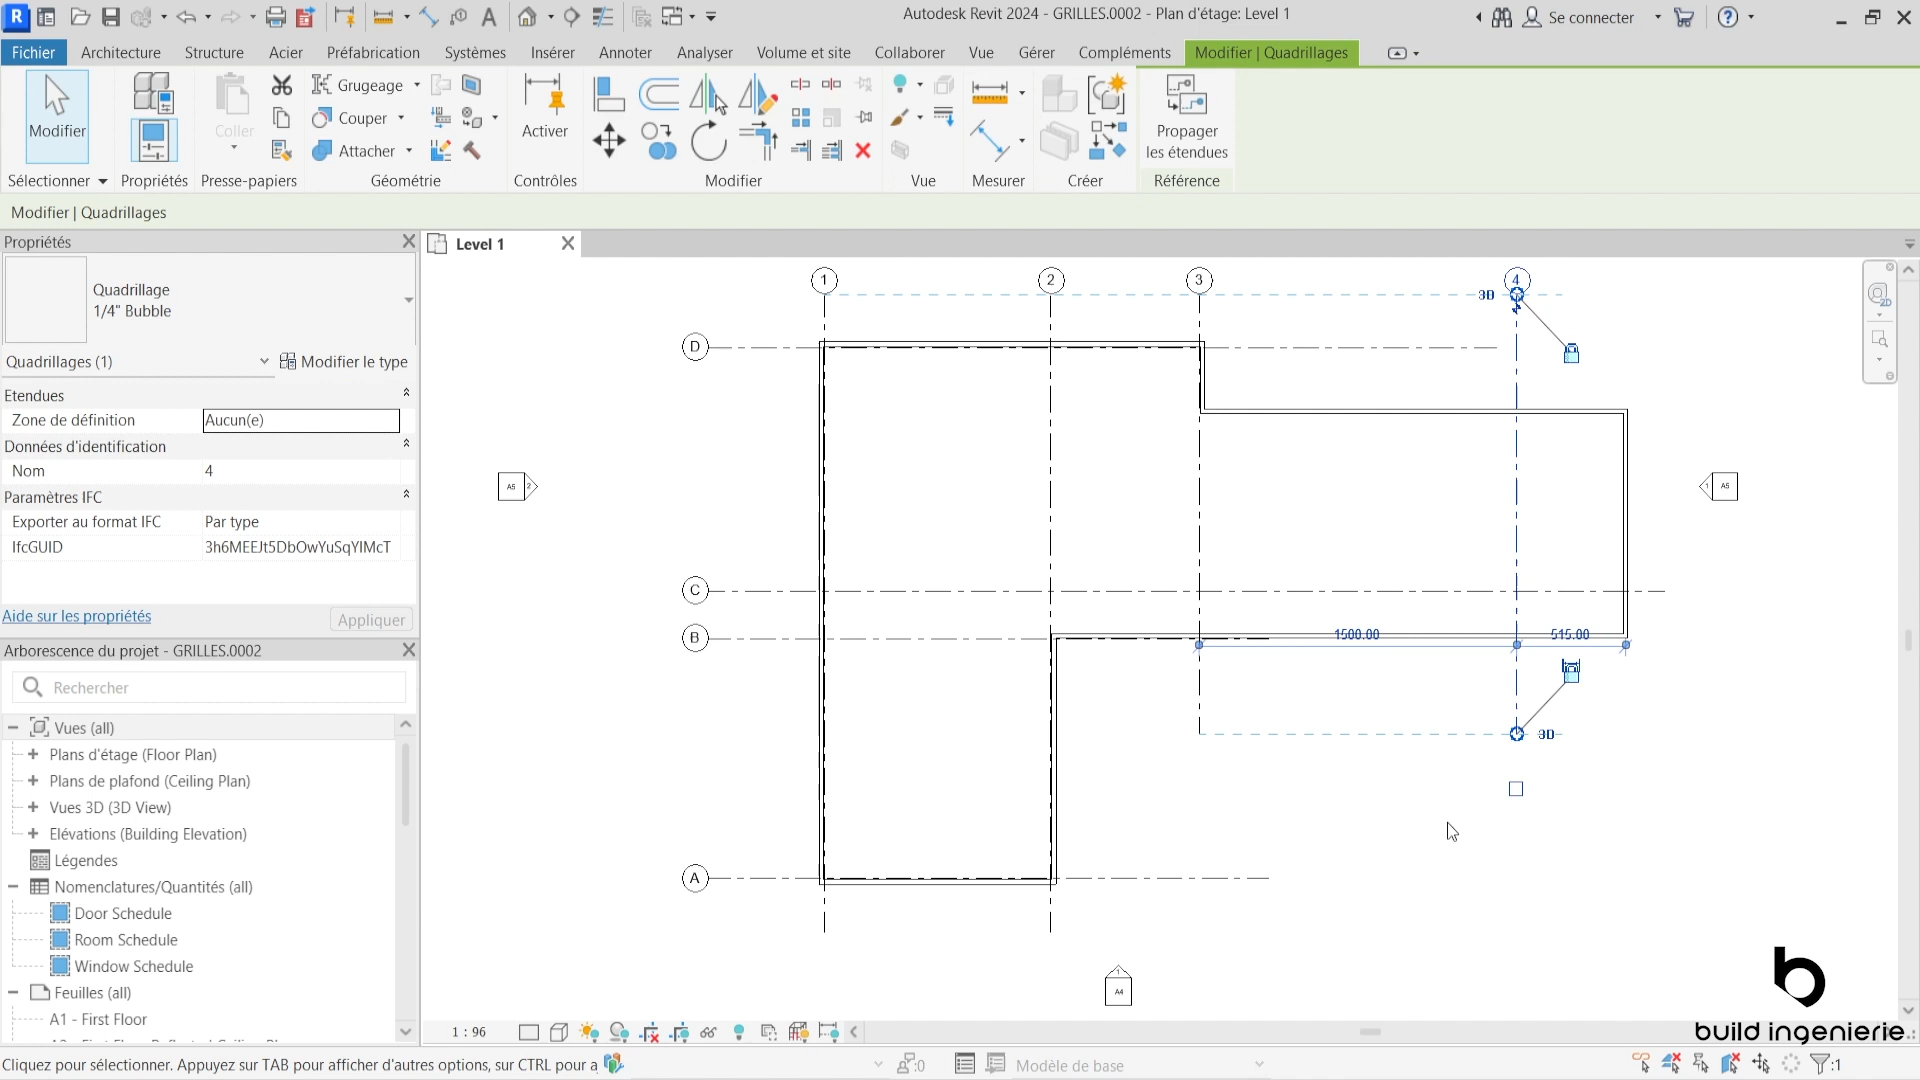 Autodesk Revit 2024 - GRILLES.0002 - Plan d'étage: Level 1
Se connecter
Fichier Architecture Structure Acier Préfabrication Systèmes Insérer Annoter Analyser Volume et site Collaborer Vue Gérer Compléments Modifier | Quadrillages
Modifier
Coller
Grugeage
Couper
Attacher
Activer
Propager
les étendues
Sélectionner Propriétés Presse-papiers Géométrie Contrôles Modifier Vue Mesurer Créer Référence
Modifier | Quadrillages
Propriétés
Level 1
Quadrillage
1/4" Bubble
Quadrillages (1)
Modifier le type
Etendues
Zone de définition Aucun(e)
Données d'identification
Nom 4
Paramètres IFC
Exporter au format IFC Par type
IfcGUID 3h6MEEJt5DbOwYuSqYIMcT
Aide sur les propriétés
Appliquer
Arborescence du projet - GRILLES.0002
Rechercher
Vues (all)
Plans d'étage (Floor Plan)
Plans de plafond (Ceiling Plan)
Vues 3D (3D View)
Elévations (Building Elevation)
Légendes
Nomenclatures/Quantités (all)
Door Schedule
Room Schedule
Window Schedule
Feuilles (all)
A1 - First Floor
1 2 3 4
3D
D
A5 2
1 A5
C
B
1500.00 515.00
3D
A
1
A4
2D
1 : 96
build ingenierie.
Cliquez pour sélectionner. Appuyez sur TAB pour afficher d'autres options, sur CTRL pour a
:0
Modèle de base
:1